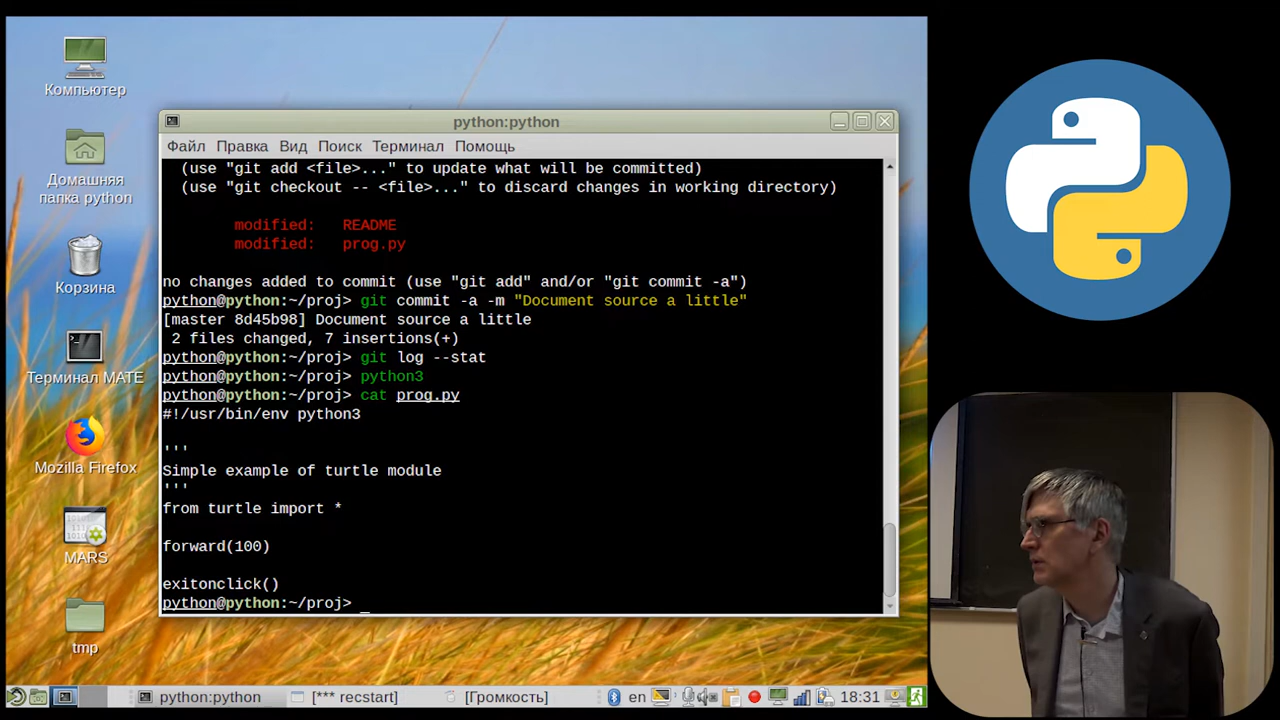 Компьютер
Домашняя
папка python
Корзина
Терминал MATE
Mozilla Firefox
MARS
tmp
python:python
Файл Правка Вид Поиск Терминал Помощь
(use "git add <file>..." to update what will be committed)
(use "git checkout -- <file>..." to discard changes in working directory)
modified: README
modified: prog.py
no changes added to commit (use "git add" and/or "git commit -a")
python@python:~/proj> git commit -a -m "Document source a little"
[master 8d45b98] Document source a little
2 files changed, 7 insertions(+)
python@python:~/proj> git log --stat
python@python:~/proj> python3
python@python:~/proj> cat prog.py
#!/usr/bin/env python3
'''
Simple example of turtle module
'''
from turtle import *
forward(100)
exitonclick()
python@python:~/proj> _
python:python [*** recstart] [Громкость] en 18:31